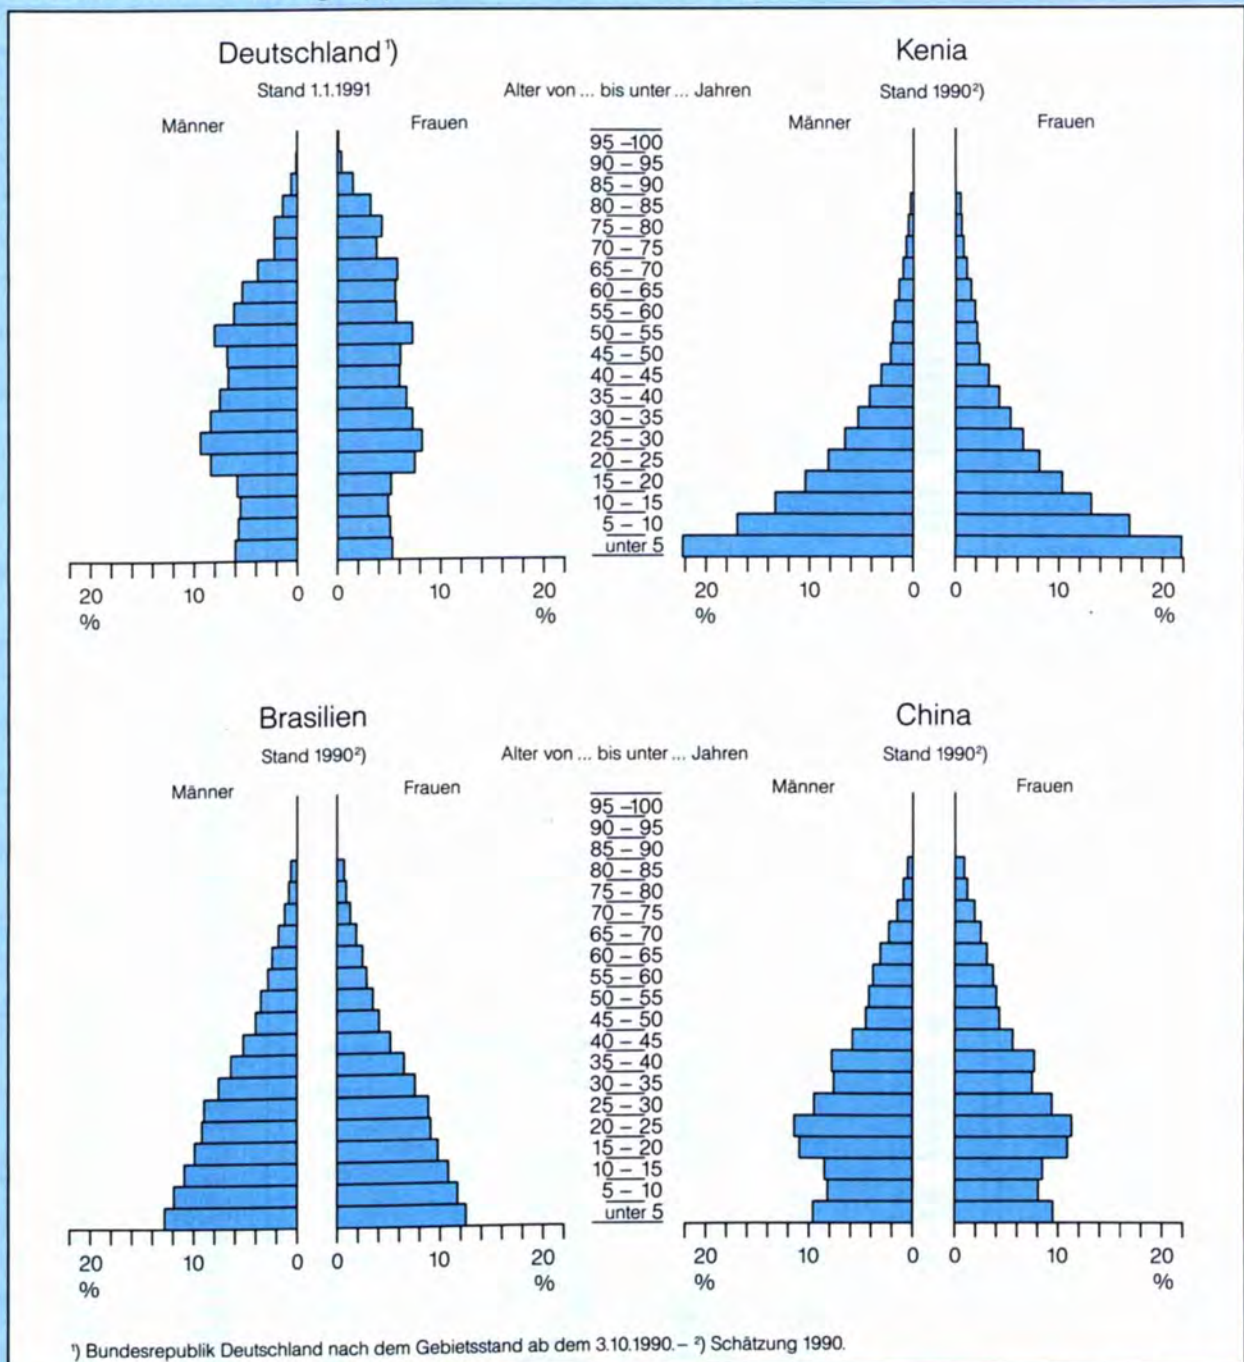 Deutschland ¹)
Stand 1.1.1991
Männer
Frauen
Alter von ... bis unter ... Jahren
Kenia
Stand 1990²)
Männer
Frauen
95 – 100
90 – 95
85 – 90
80 – 85
75 – 80
70 – 75
65 – 70
60 – 65
55 – 60
50 – 55
45 – 50
40 – 45
35 – 40
30 – 35
25 – 30
20 – 25
15 – 20
10 – 15
5 – 10
unter 5
20 10 0 0 10 20
% %
20 10 0 0 10 20
% %
Brasilien
Stand 1990²)
Männer
Frauen
Alter von ... bis unter ... Jahren
China
Stand 1990²)
Männer
Frauen
95 – 100
90 – 95
85 – 90
80 – 85
75 – 80
70 – 75
65 – 70
60 – 65
55 – 60
50 – 55
45 – 50
40 – 45
35 – 40
30 – 35
25 – 30
20 – 25
15 – 20
10 – 15
5 – 10
unter 5
20 10 0 0 10 20
% %
20 10 0 0 10 20
% %
¹) Bundesrepublik Deutschland nach dem Gebietsstand ab dem 3.10.1990. – ²) Schätzung 1990.